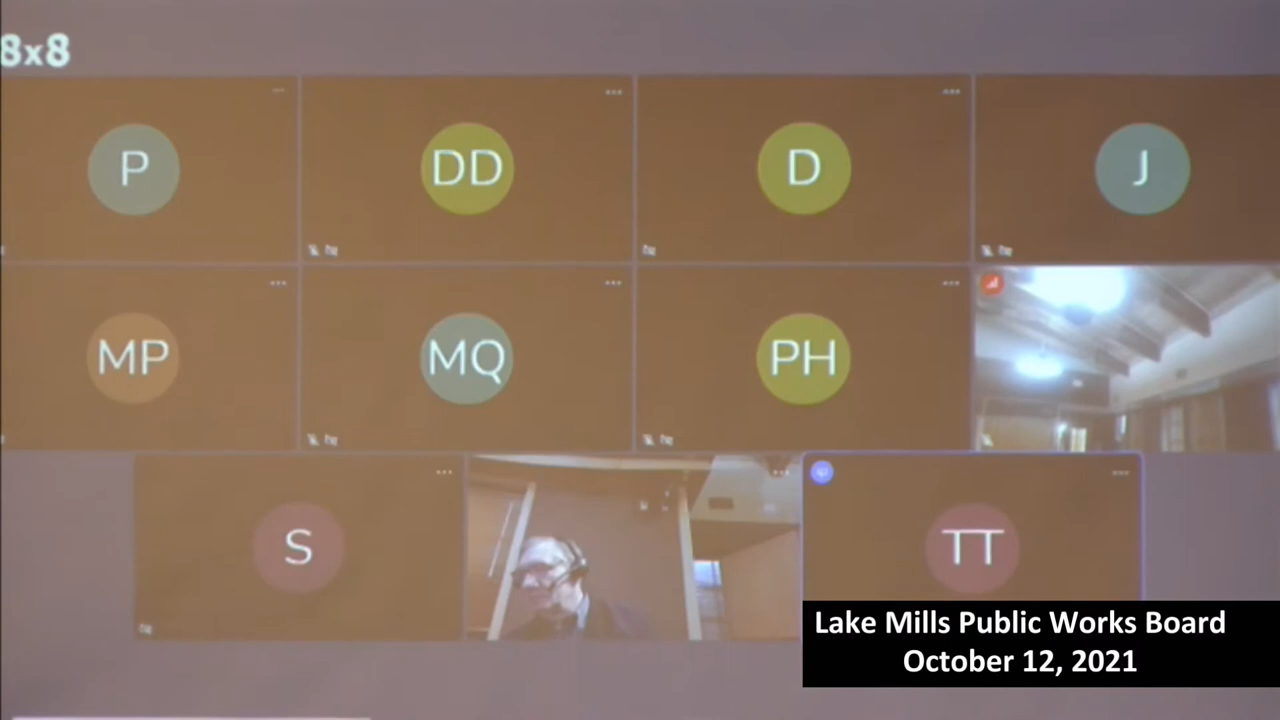 8x8
P
DD
D
J
MP
MQ
PH
S
TT
Lake Mills Public Works Board
October 12, 2021